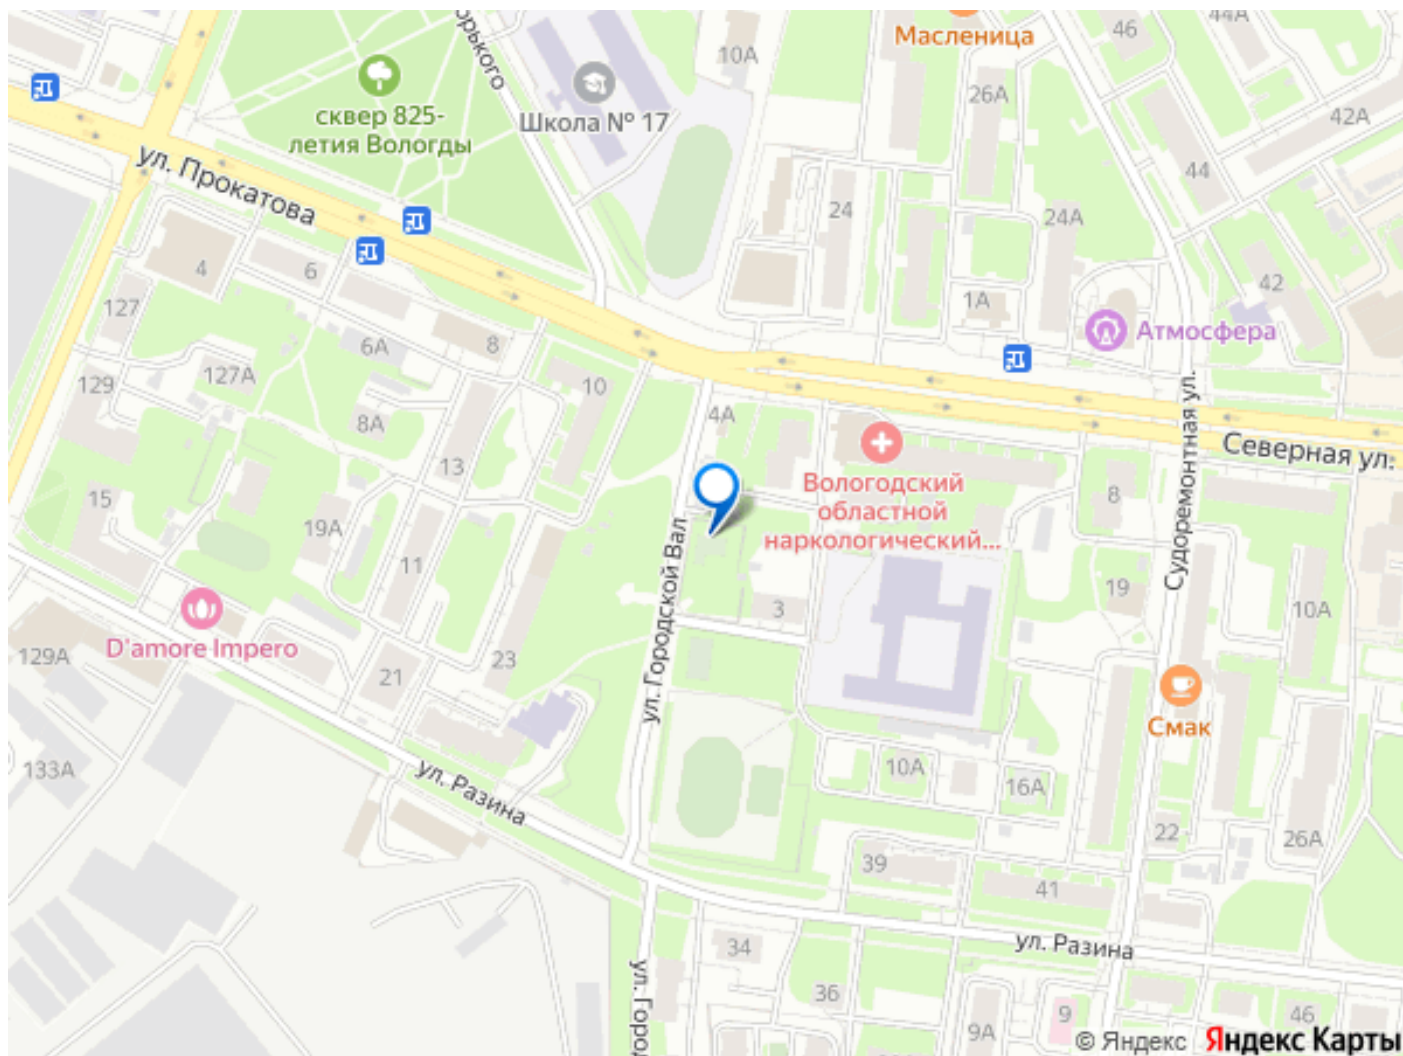 Масленица
46
44А
10А
26А
42А
орького
сквер 825-
летия Вологды
Школа № 17
ул. Прокатова
44
24
24А
4
6
127
1А
42
Атмосфера
6А
8
127А
129
10
8А
4А
Северная ул.
Судоремонтная ул.
13
Вологодский
областной
наркологический...
8
15
19А
11
ул. Городской Вал
3
19
10А
D'amore Impero
129А
21
23
Смак
133А
ул. Разина
10А
16А
22
26А
39
41
34
ул. Разина
36
ул. Горо
9А
9
46
© Яндекс Яндекс Карты